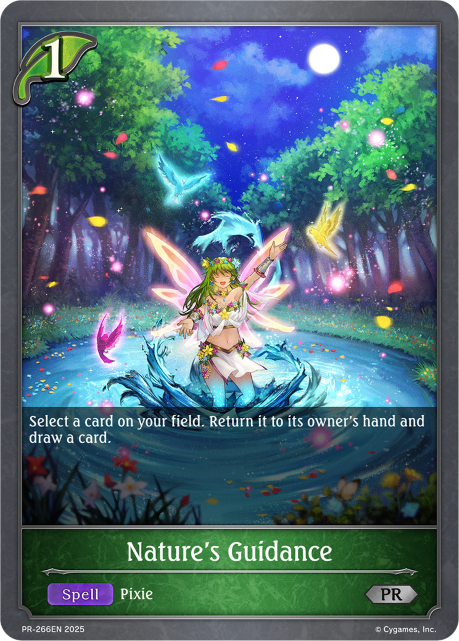 1
Select a card on your field. Return it to its owner's hand and
draw a card.
Nature's Guidance
Spell Pixie PR
PR-266EN 2025 © Cygames, Inc.